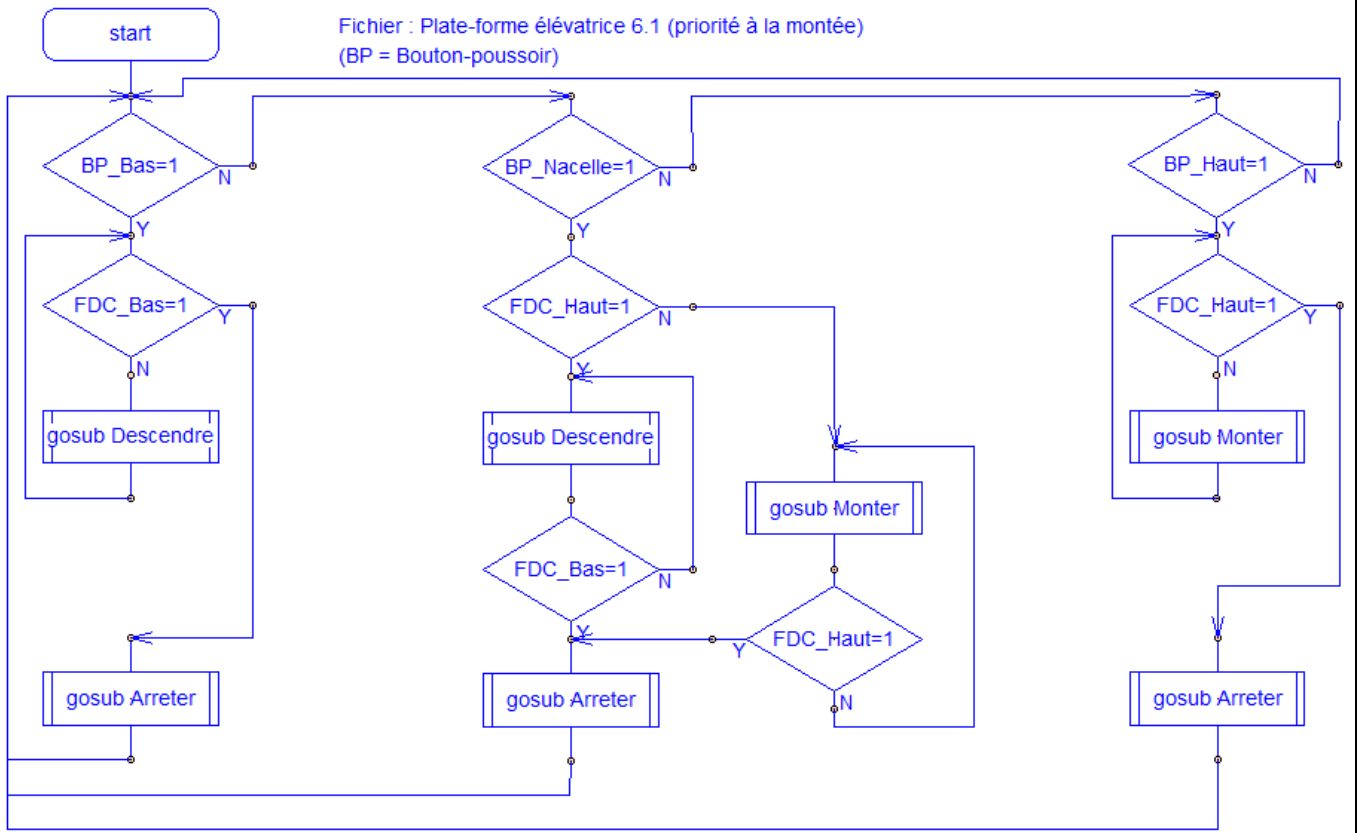 start
Fichier : Plate-forme élévatrice 6.1 (priorité à la montée)
(BP = Bouton-poussoir)
BP_Bas=1
N
Y
FDC_Bas=1
Y
N
gosub Descendre
gosub Arreter
BP_Nacelle=1
N
Y
FDC_Haut=1
N
Y
gosub Descendre
FDC_Bas=1
N
Y
gosub Arreter
gosub Monter
FDC_Haut=1
Y
N
BP_Haut=1
N
Y
FDC_Haut=1
Y
N
gosub Monter
gosub Arreter